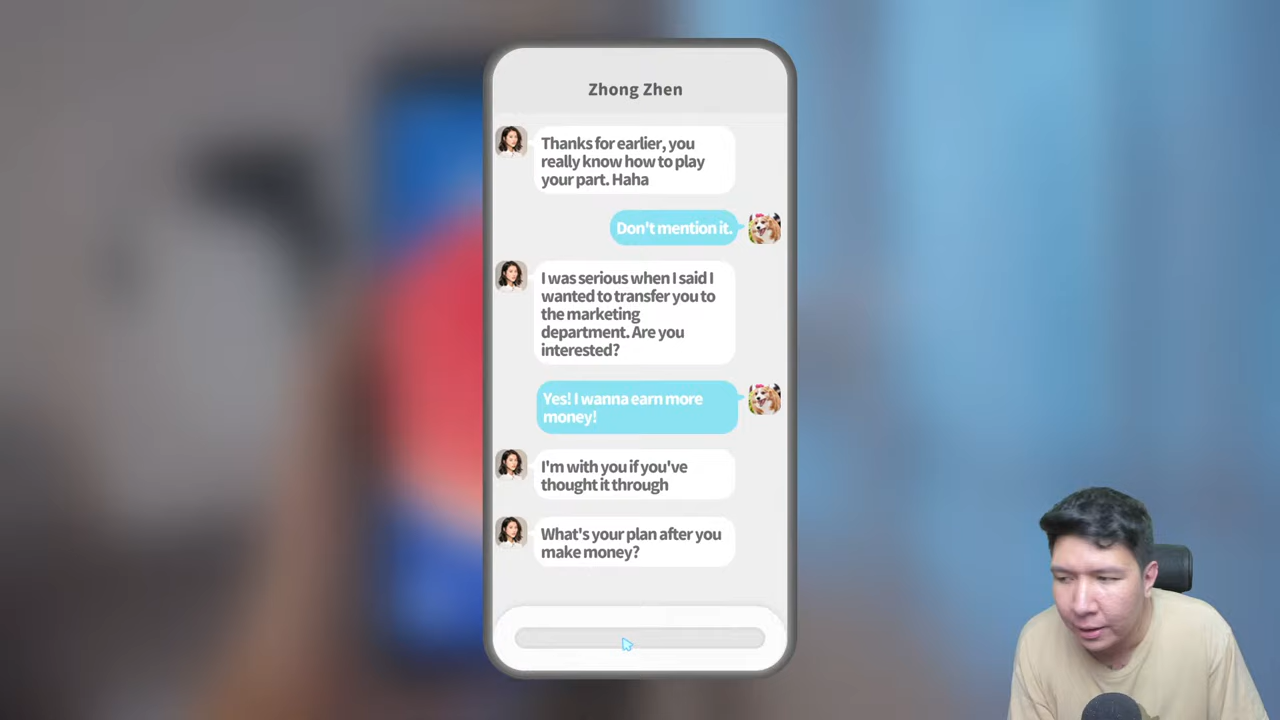 Zhong Zhen
Thanks for earlier, you
really know how to play
your part. Haha
Don't mention it.
I was serious when I said I
wanted to transfer you to
the marketing
department. Are you
interested?
Yes! I wanna earn more
money!
I'm with you if you've
thought it through
What's your plan after you
make money?